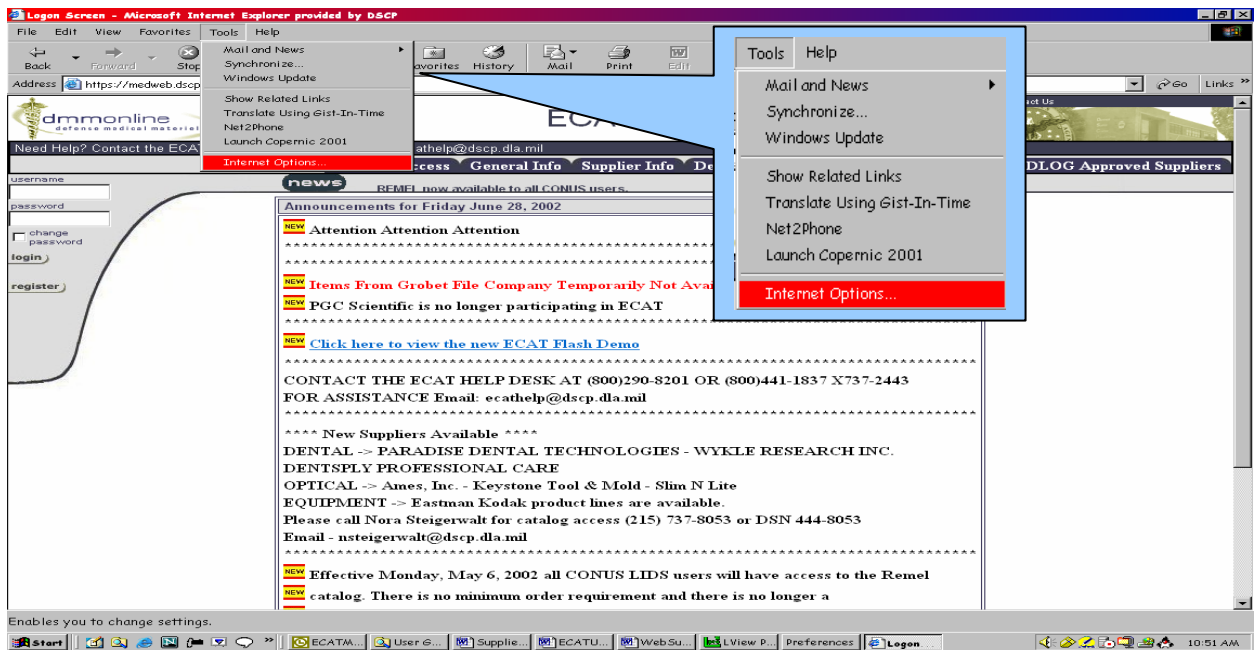 Logon Screen - Microsoft Internet Explorer provided by DSCP
File Edit View Favorites Tools Help
Back Forward Stop Favorites History Mail Print Edit
Address https://medweb.dscp Go Links »
Mail and News
Synchronize...
Windows Update
Show Related Links
Translate Using Gist-In-Time
Net2Phone
Launch Copernic 2001
Internet Options...
Tools Help
Mail and News
Synchronize...
Windows Update
Show Related Links
Translate Using Gist-In-Time
Net2Phone
Launch Copernic 2001
Internet Options...
dmmonline
defense medical materiel
Need Help? Contact the ECA athelp@dscp.dla.mil
General Info Supplier Info De DLOG Approved Suppliers
username
password
change
password
login
register
news REMEL now available to all CONUS users.
Announcements for Friday June 28, 2002
NEW Attention Attention Attention
NEW Items From Grobet File Company Temporarily Not Avai
NEW PGC Scientific is no longer participating in ECAT
NEW Click here to view the new ECAT Flash Demo
CONTACT THE ECAT HELP DESK AT (800)290-8201 OR (800)441-1837 X737-2443
FOR ASSISTANCE Email: ecathelp@dscp.dla.mil
**** New Suppliers Available ****
DENTAL -> PARADISE DENTAL TECHNOLOGIES - WYKLE RESEARCH INC.
DENTSPLY PROFESSIONAL CARE
OPTICAL -> Ames, Inc. - Keystone Tool & Mold - Slim N Lite
EQUIPMENT -> Eastman Kodak product lines are available.
Please call Nora Steigerwalt for catalog access (215) 737-8053 or DSN 444-8053
Email - nsteigerwalt@dscp.dla.mil
NEW Effective Monday, May 6, 2002 all CONUS LIDS users will have access to the Remel
NEW catalog. There is no minimum order requirement and there is no longer a
Enables you to change settings.
Start » ECATM... User G... Supplie... ECATU... WebSu... LView P... Preferences Logon... 10:51 AM